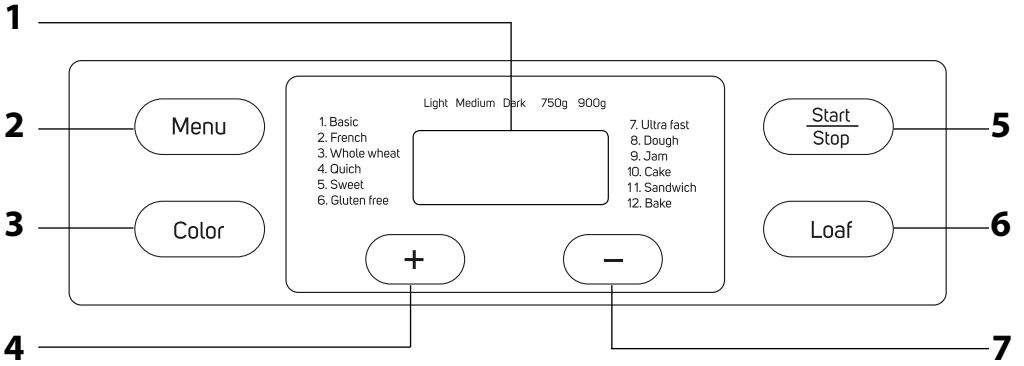 1
Light Medium Dark 750g 900g
1. Basic
2. French
3. Whole wheat
4. Quich
5. Sweet
6. Gluten free
7. Ultra fast
8. Dough
9. Jam
10. Cake
11. Sandwich
12. Bake
2
Menu
Start
Stop
5
3
Color
Loaf
6
+
–
4
7